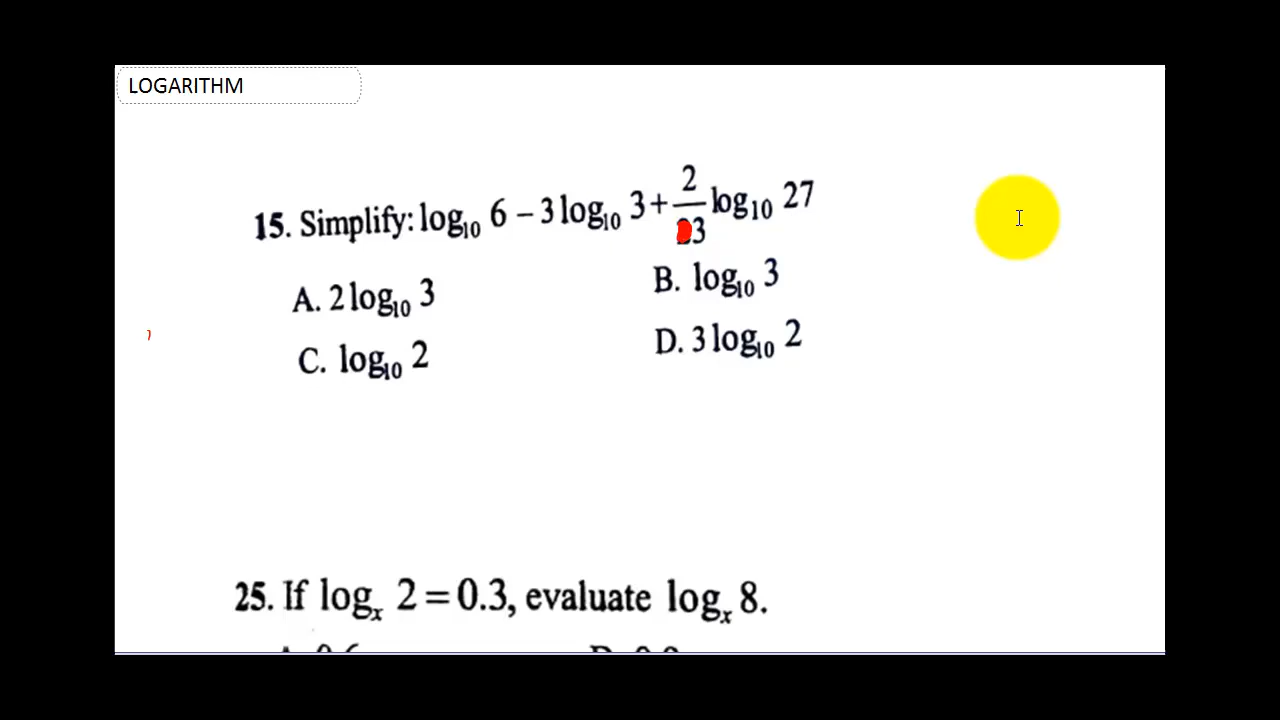 LOGARITHM
15. Simplify: log₁₀ 6 – 3 log₁₀ 3 + 2/3 log₁₀ 27
A. 2 log₁₀ 3 B. log₁₀ 3
C. log₁₀ 2 D. 3 log₁₀ 2
25. If logₓ 2 = 0.3, evaluate logₓ 8.